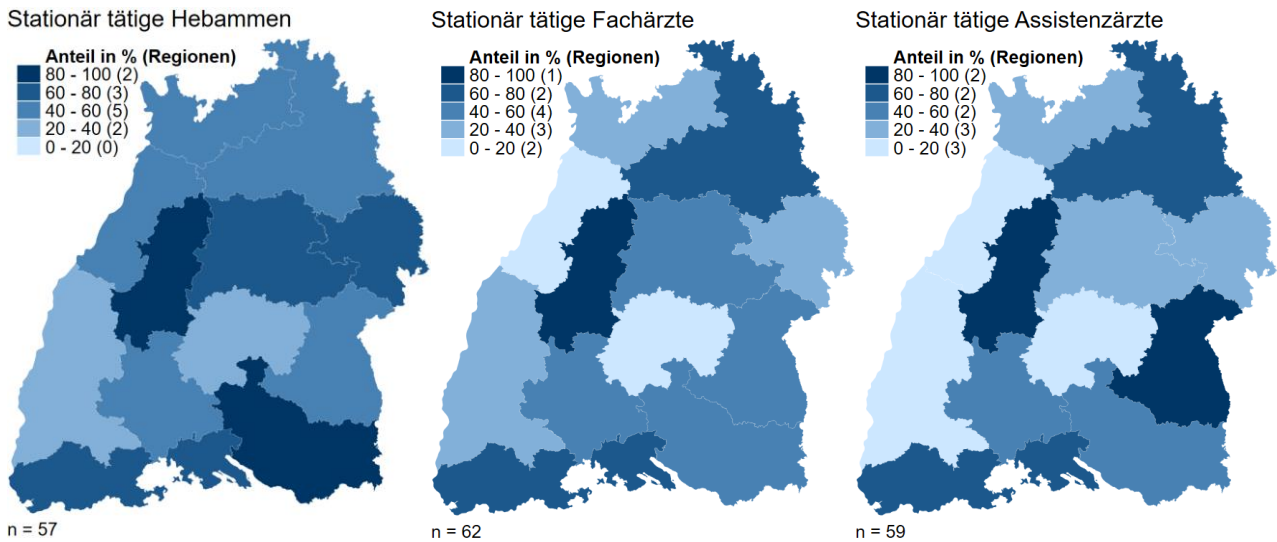 Stationär tätige Hebammen
Anteil in % (Regionen)
80 - 100 (2)
60 - 80 (3)
40 - 60 (5)
20 - 40 (2)
0 - 20 (0)
n = 57
Stationär tätige Fachärzte
Anteil in % (Regionen)
80 - 100 (1)
60 - 80 (2)
40 - 60 (4)
20 - 40 (3)
0 - 20 (2)
n = 62
Stationär tätige Assistenzärzte
Anteil in % (Regionen)
80 - 100 (2)
60 - 80 (2)
40 - 60 (2)
20 - 40 (3)
0 - 20 (3)
n = 59